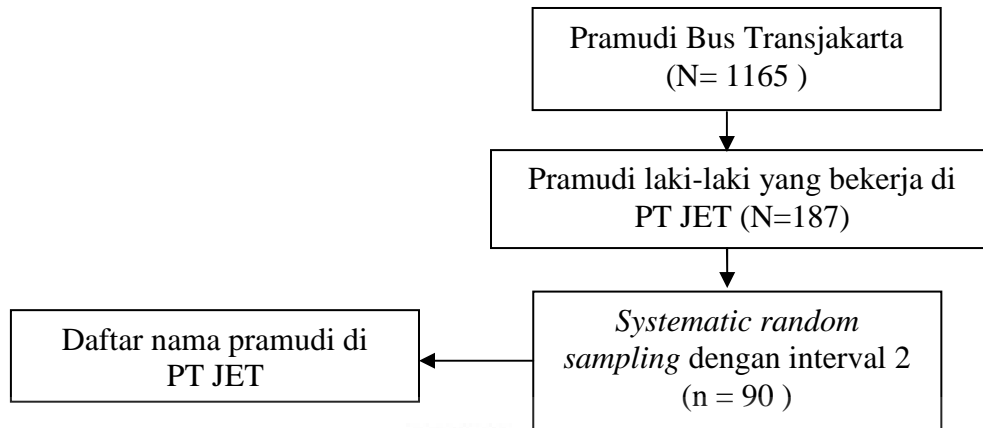 Pramudi Bus Transjakarta
(N= 1165 )
Pramudi laki-laki yang bekerja di
PT JET (N=187)
Systematic random
sampling dengan interval 2
(n = 90 )
Daftar nama pramudi di
PT JET